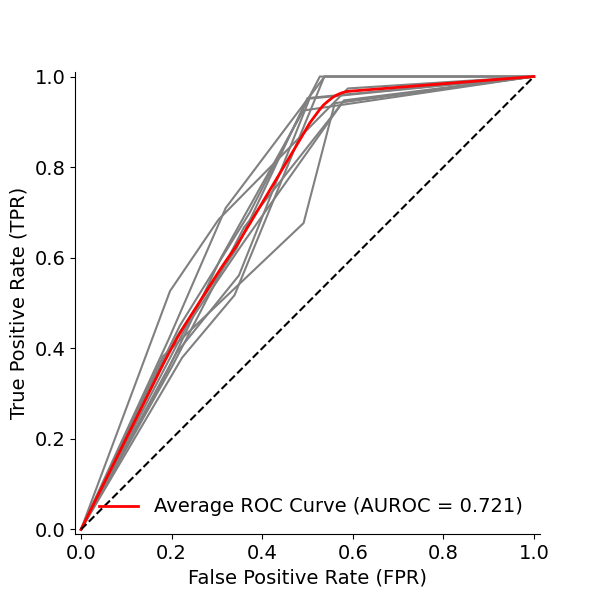 1.0
0.8
0.6
0.4
0.2
0.0
True Positive Rate (TPR)
Average ROC Curve (AUROC = 0.721)
0.0 0.2 0.4 0.6 0.8 1.0
False Positive Rate (FPR)